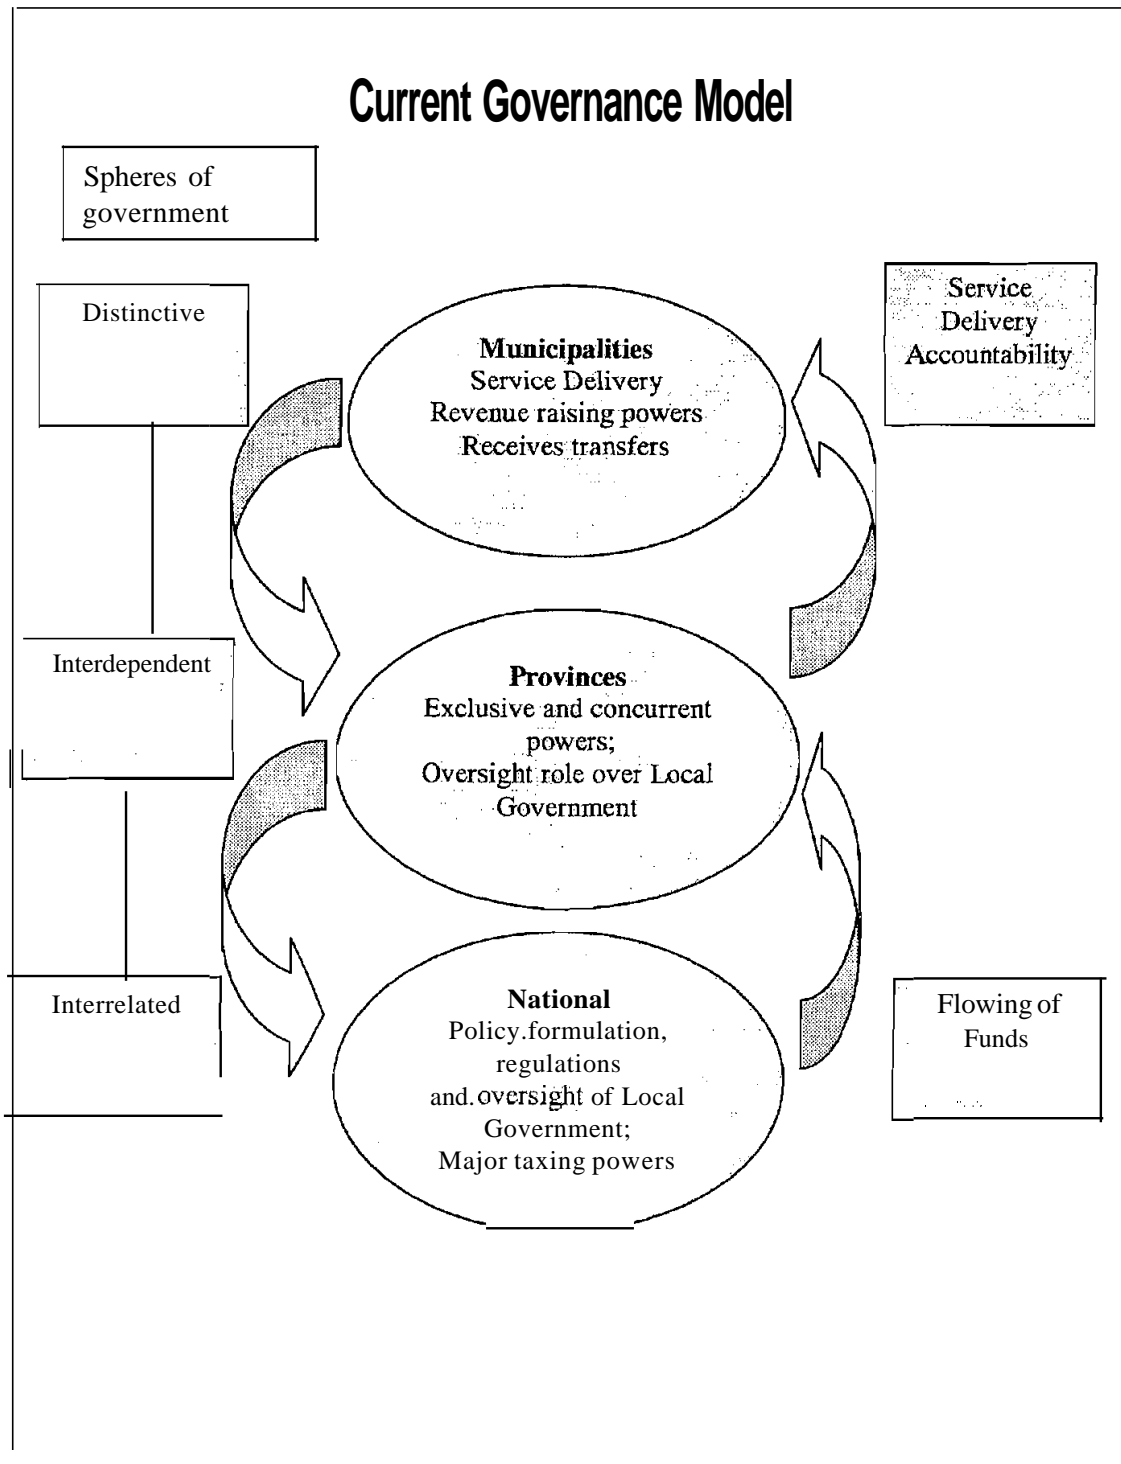 Current Governance Model
Spheres of
government
Distinctive
Service
Delivery
Accountability
Municipalities
Service Delivery
Revenue raising powers
Receives transfers
Interdependent
Provinces
Exclusive and concurrent
powers;
Oversight role over Local
Government
Interrelated
National
Policy.formulation,
regulations
and.oversight of Local
Government;
Major taxing powers
Flowing of
Funds